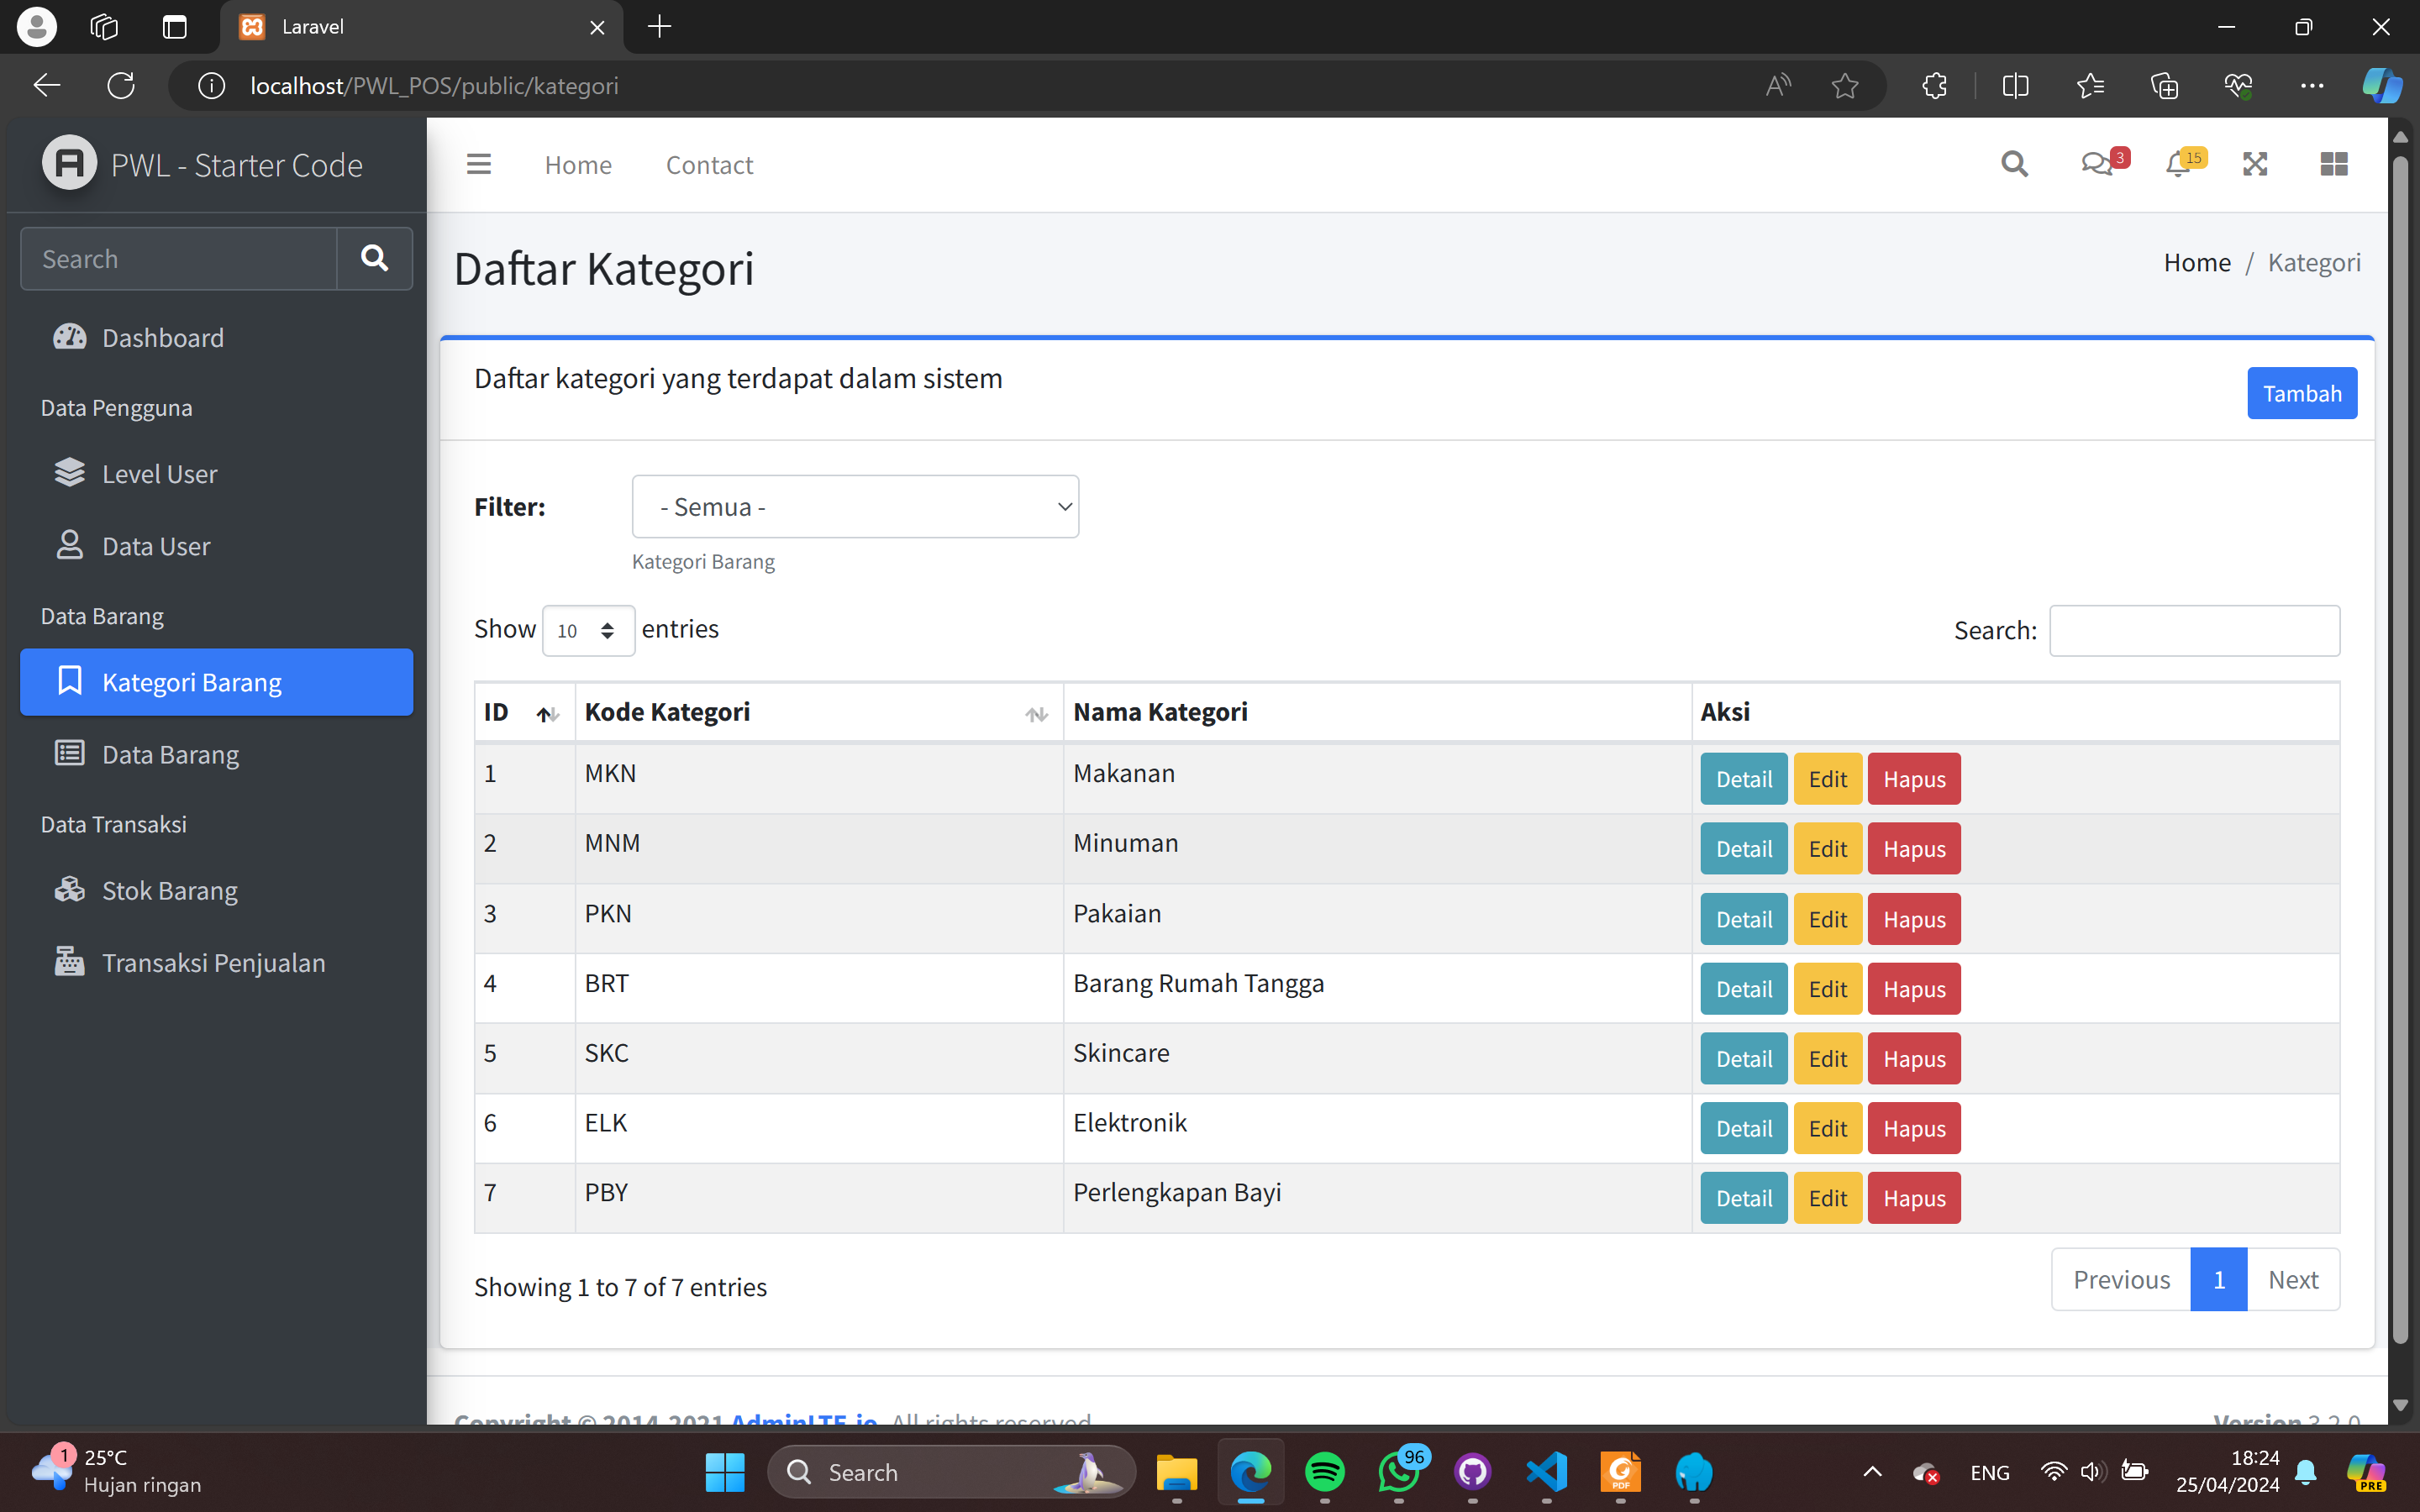 Laravel
localhost/PWL_POS/public/kategori
PWL - Starter Code
Home Contact
3
15
Search
Daftar Kategori
Home / Kategori
Dashboard
Data Pengguna
Level User
Data User
Data Barang
Kategori Barang
Data Barang
Data Transaksi
Stok Barang
Transaksi Penjualan
Daftar kategori yang terdapat dalam sistem
Tambah
Filter: - Semua -
Kategori Barang
Show 10 entries
Search:
ID Kode Kategori Nama Kategori Aksi
1 MKN Makanan Detail Edit Hapus
2 MNM Minuman Detail Edit Hapus
3 PKN Pakaian Detail Edit Hapus
4 BRT Barang Rumah Tangga Detail Edit Hapus
5 SKC Skincare Detail Edit Hapus
6 ELK Elektronik Detail Edit Hapus
7 PBY Perlengkapan Bayi Detail Edit Hapus
Showing 1 to 7 of 7 entries
Previous 1 Next
Copyright © 2014-2021 AdminLTE.io. All rights reserved.
Version 3.2.0
1
25°C
Hujan ringan
Search
96
PDF
ENG
18:24
25/04/2024
PRE